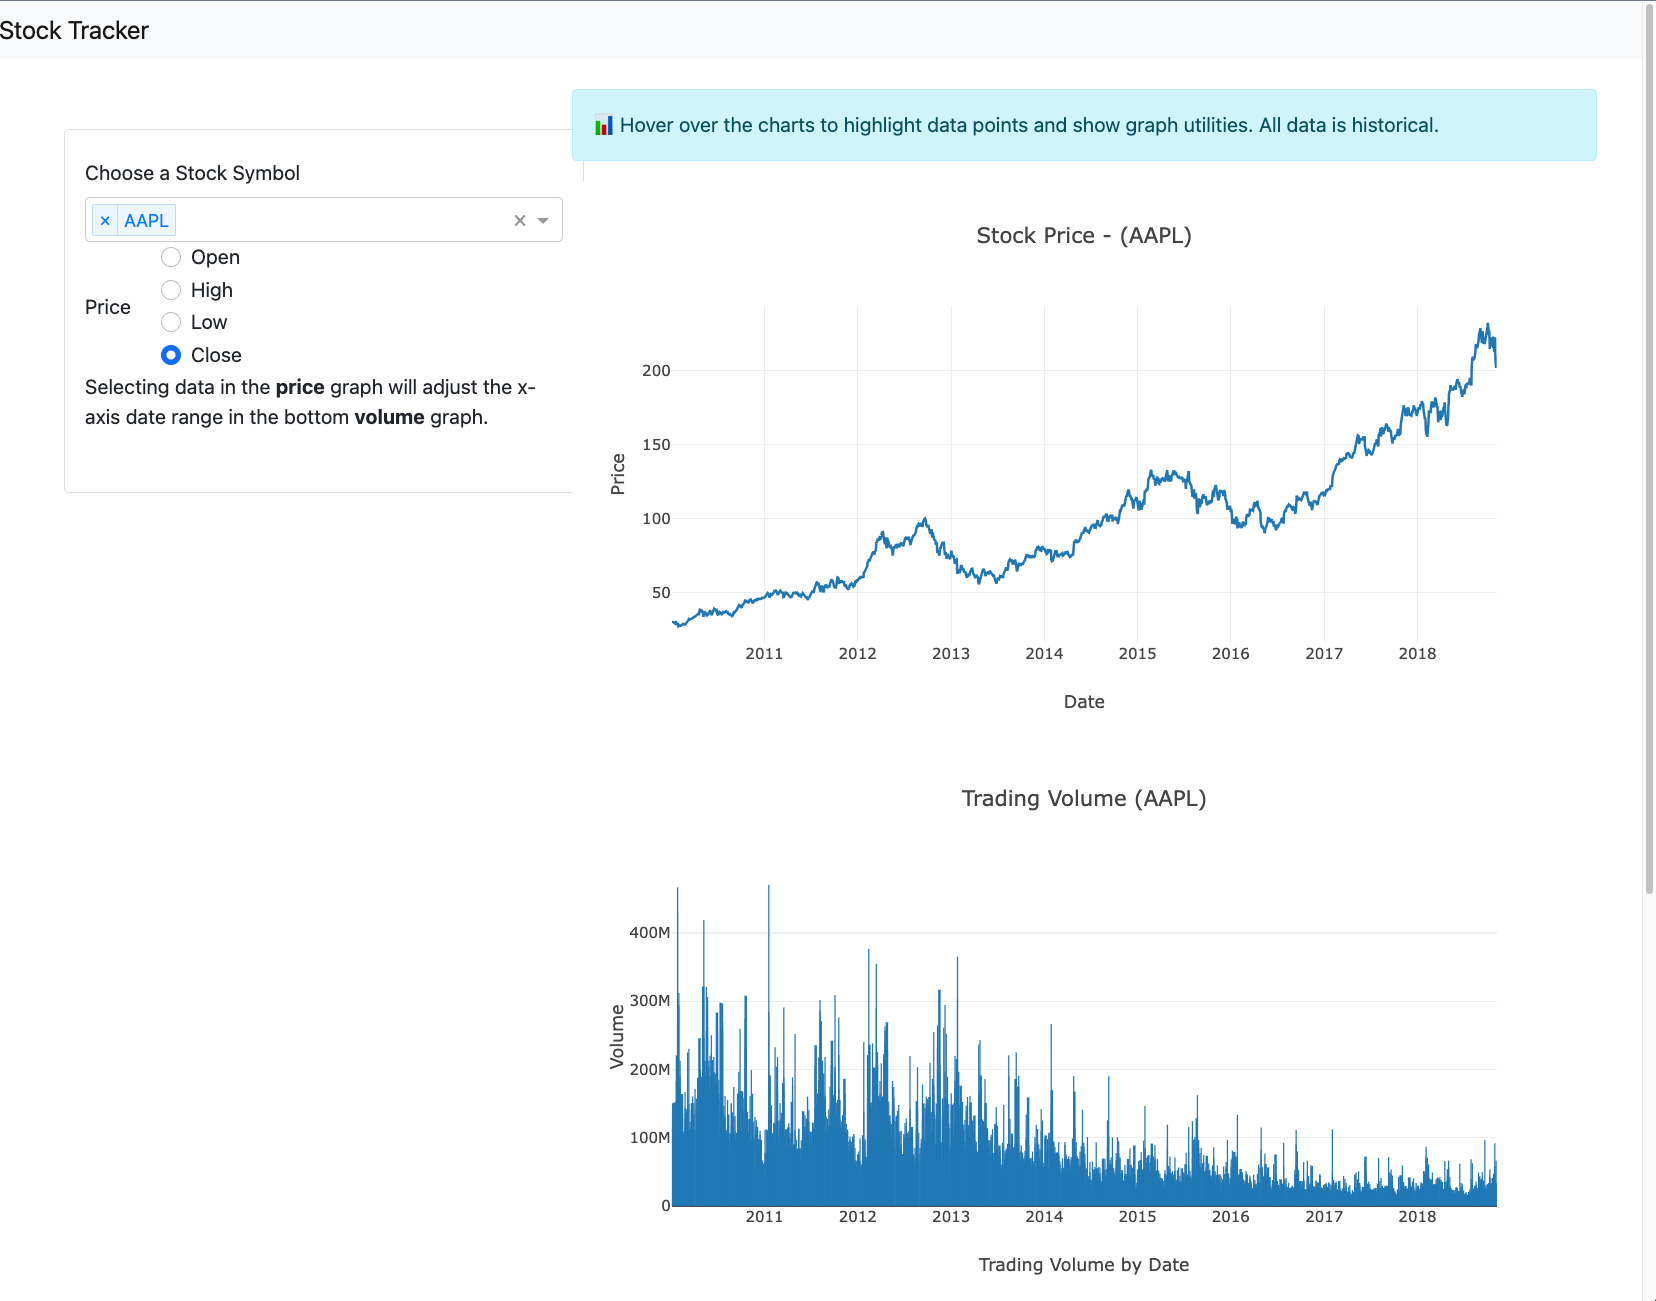 Stock Tracker
📊 Hover over the charts to highlight data points and show graph utilities. All data is historical.
Choose a Stock Symbol
× AAPL
Price
Open
High
Low
Close
Selecting data in the price graph will adjust the x-
axis date range in the bottom volume graph.
Stock Price - (AAPL)
Price
200
150
100
50
2011 2012 2013 2014 2015 2016 2017 2018
Date
Trading Volume (AAPL)
Volume
400M
300M
200M
100M
0
2011 2012 2013 2014 2015 2016 2017 2018
Trading Volume by Date